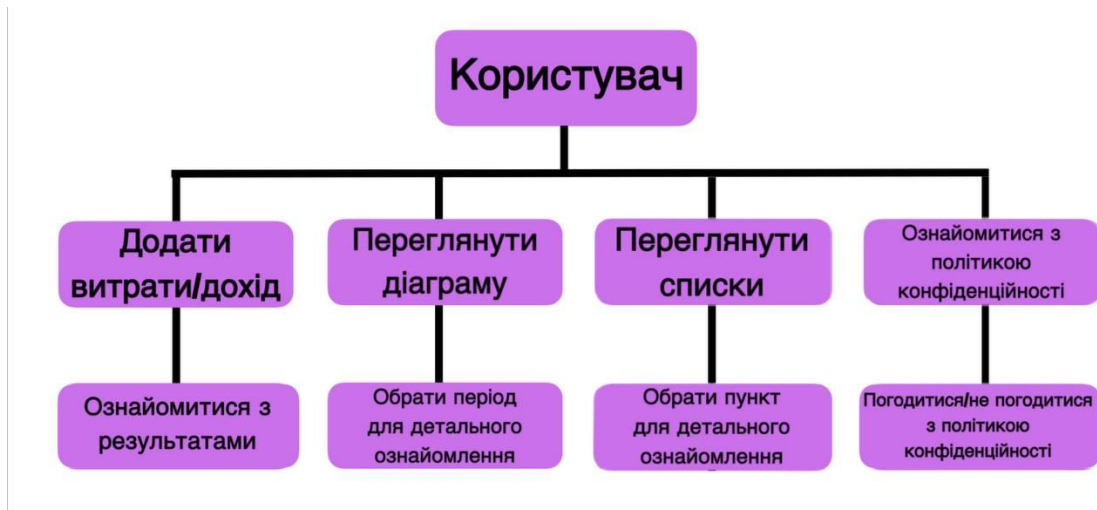 Користувач
Додати
витрати/дохід
Переглянути
діаграму
Переглянути
списки
Ознайомитися з
політикою
конфіденційності
Ознайомитися з
результатами
Обрати період
для детального
ознайомлення
Обрати пункт
для детального
ознайомлення
Погодитися/не погодитися
з політикою
конфіденційності